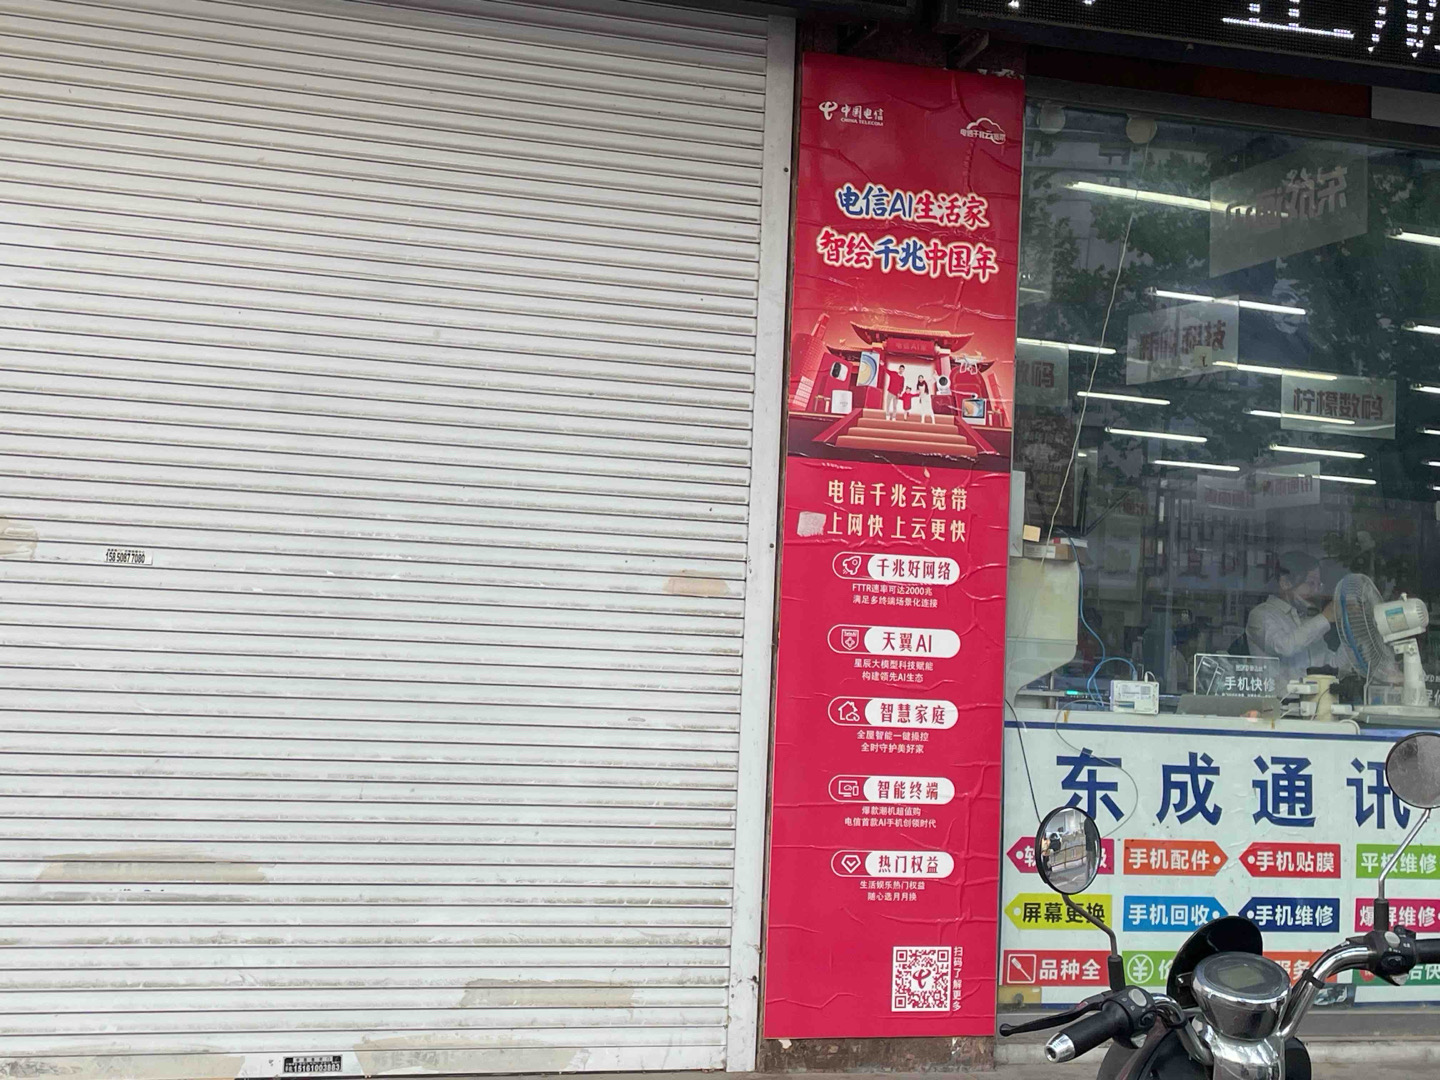 中国电信
CHINA TELECOM
电信AI生活家
智绘千兆中国年
电信千兆云宽带
上网快 上云更快
千兆好网络
FTTR速率可达2000兆
满足多终端场景化连接
天翼AI
星辰大模型科技赋能
构建领先AI生态
智慧家庭
全屋智能一键操控
全时守护美好家
智能终端
爆款潮机超值购
电信首款AI手机创领时代
热门权益
生活娱乐热门权益
随心选月月换
扫码了解更多
15850877080
柠檬数码
手机快修
东成通讯
手机配件
手机贴膜
平板维修
屏幕更换
手机回收
手机维修
爆屏维修
品种全